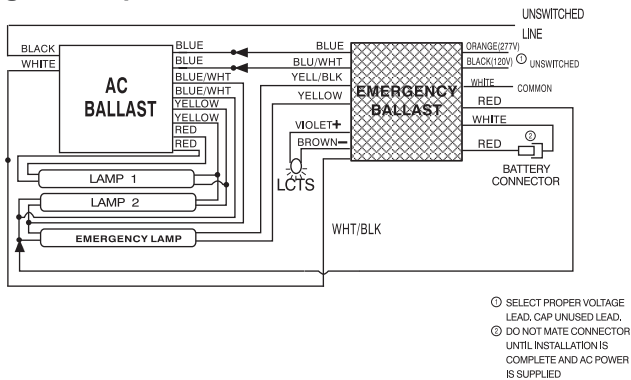 UNSWITCHED
LINE
BLACK
WHITE
AC
BALLAST
BLUE
BLUE
BLUE/WHT
BLUE/WHT
YELLOW
YELLOW
RED
RED
BLUE
BLU/WHT
YELL/BLK
YELLOW
VIOLET+
BROWN−
LCTS
EMERGENCY
BALLAST
ORANGE(277V)
BLACK(120V) ① UNSWITCHED
WHITE COMMON
RED
WHITE
RED ②
BATTERY
CONNECTOR
LAMP 1
LAMP 2
EMERGENCY LAMP
WHT/BLK
① SELECT PROPER VOLTAGE
LEAD. CAP UNUSED LEAD.
② DO NOT MATE CONNECTOR
UNTIL INSTALLATION IS
COMPLETE AND AC POWER
IS SUPPLIED